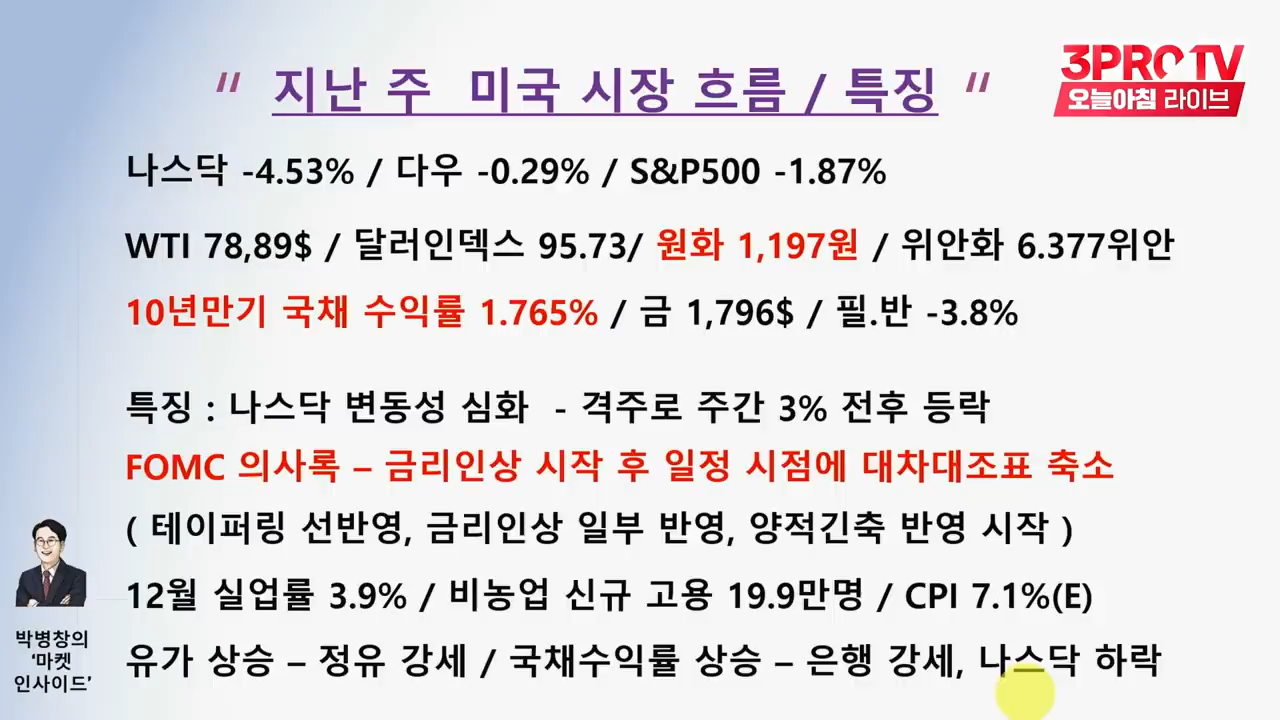 “ 지난 주 미국 시장 흐름 / 특징 “
3PRO TV
오늘아침 라이브
나스닥 -4.53% / 다우 -0.29% / S&P500 -1.87%
WTI 78,89$ / 달러인덱스 95.73/ 원화 1,197원 / 위안화 6.377위안
10년만기 국채 수익률 1.765% / 금 1,796$ / 필.반 -3.8%
특징 : 나스닥 변동성 심화 - 격주로 주간 3% 전후 등락
FOMC 의사록 – 금리인상 시작 후 일정 시점에 대차대조표 축소
( 테이퍼링 선반영, 금리인상 일부 반영, 양적긴축 반영 시작 )
12월 실업률 3.9% / 비농업 신규 고용 19.9만명 / CPI 7.1%(E)
유가 상승 – 정유 강세 / 국채수익률 상승 – 은행 강세, 나스닥 하락
박병창의
‘마켓
인사이드’